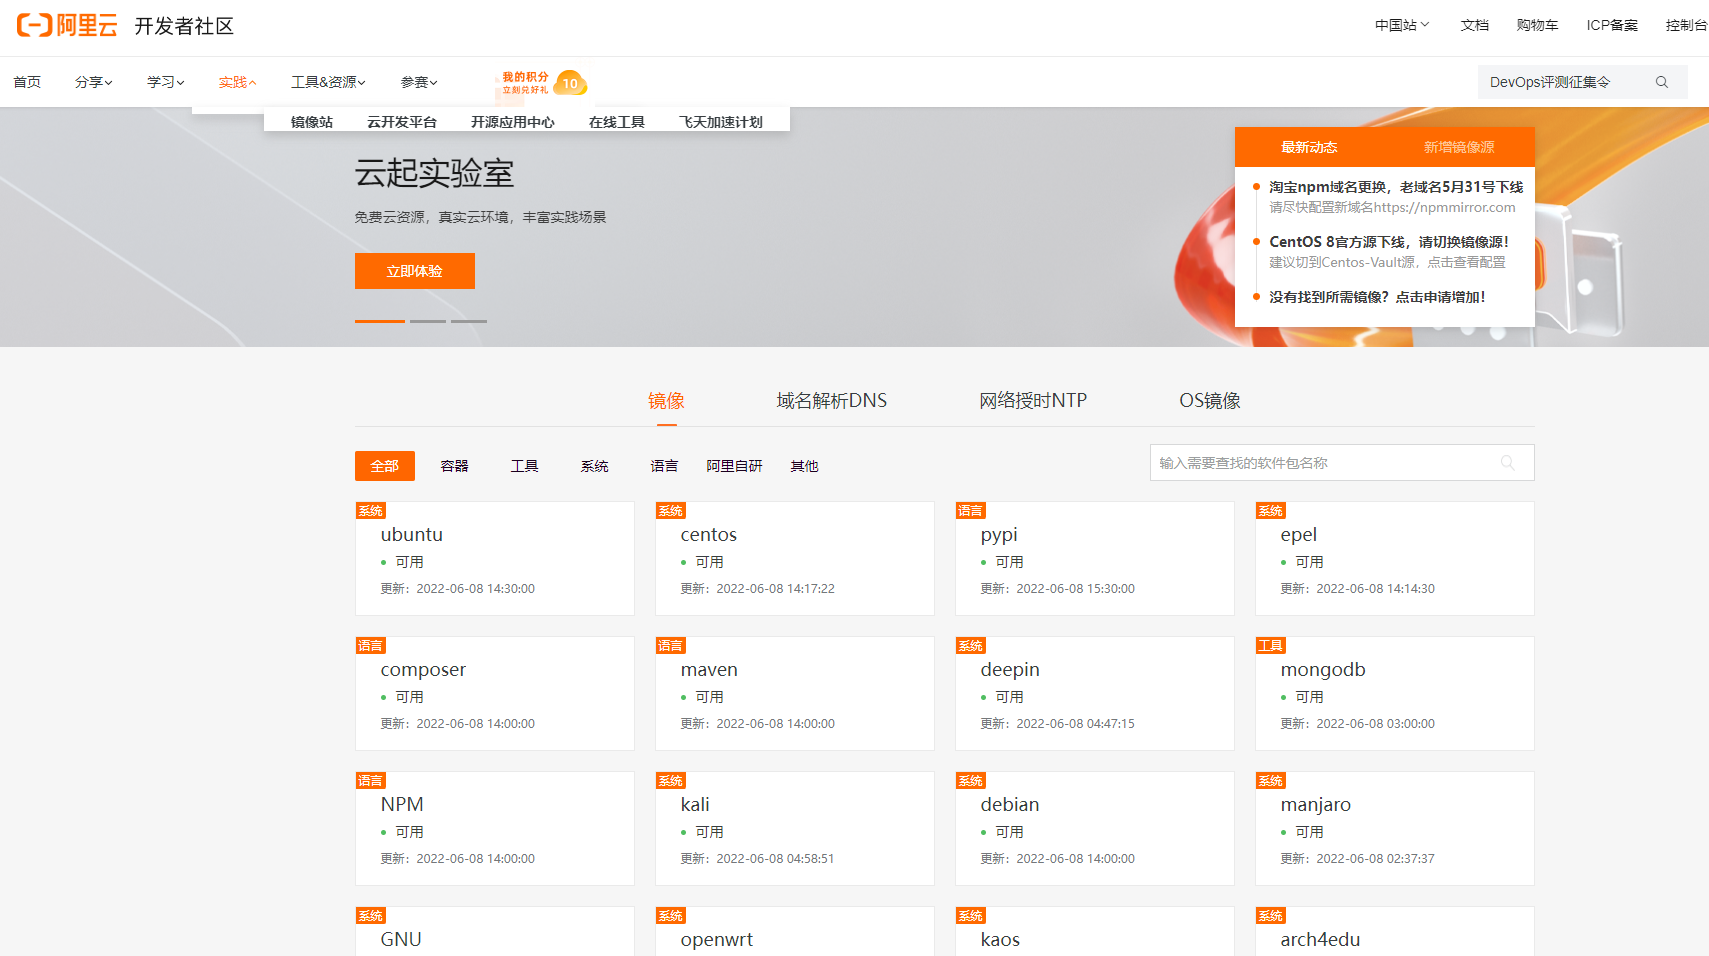 阿里云 开发者社区
中国站 文档 购物车 ICP备案 控制台
首页 分享 学习 实践 工具&资源 参赛
我的积分
立刻兑好礼
10
DevOps评测征集令
镜像站 云开发平台 开源应用中心 在线工具 飞天加速计划
云起实验室
免费云资源，真实云环境，丰富实践场景
立即体验
最新动态 新增镜像源
淘宝npm域名更换，老域名5月31号下线
请尽快配置新域名https://npmmirror.com
CentOS 8官方源下线，请切换镜像源！
建议切到Centos-Vault源，点击查看配置
没有找到所需镜像？点击申请增加！
镜像 域名解析DNS 网络授时NTP OS镜像
全部 容器 工具 系统 语言 阿里自研 其他
输入需要查找的软件包名称
系统 系统 语言 系统
ubuntu centos pypi epel
可用 可用 可用 可用
更新：2022-06-08 14:30:00 更新：2022-06-08 14:17:22 更新：2022-06-08 15:30:00 更新：2022-06-08 14:14:30
语言 语言 系统 工具
composer maven deepin mongodb
可用 可用 可用 可用
更新：2022-06-08 14:00:00 更新：2022-06-08 14:00:00 更新：2022-06-08 04:47:15 更新：2022-06-08 03:00:00
语言 系统 系统 系统
NPM kali debian manjaro
可用 可用 可用 可用
更新：2022-06-08 14:00:00 更新：2022-06-08 04:58:51 更新：2022-06-08 14:00:00 更新：2022-06-08 02:37:37
系统 系统 系统 系统
GNU openwrt kaos arch4edu